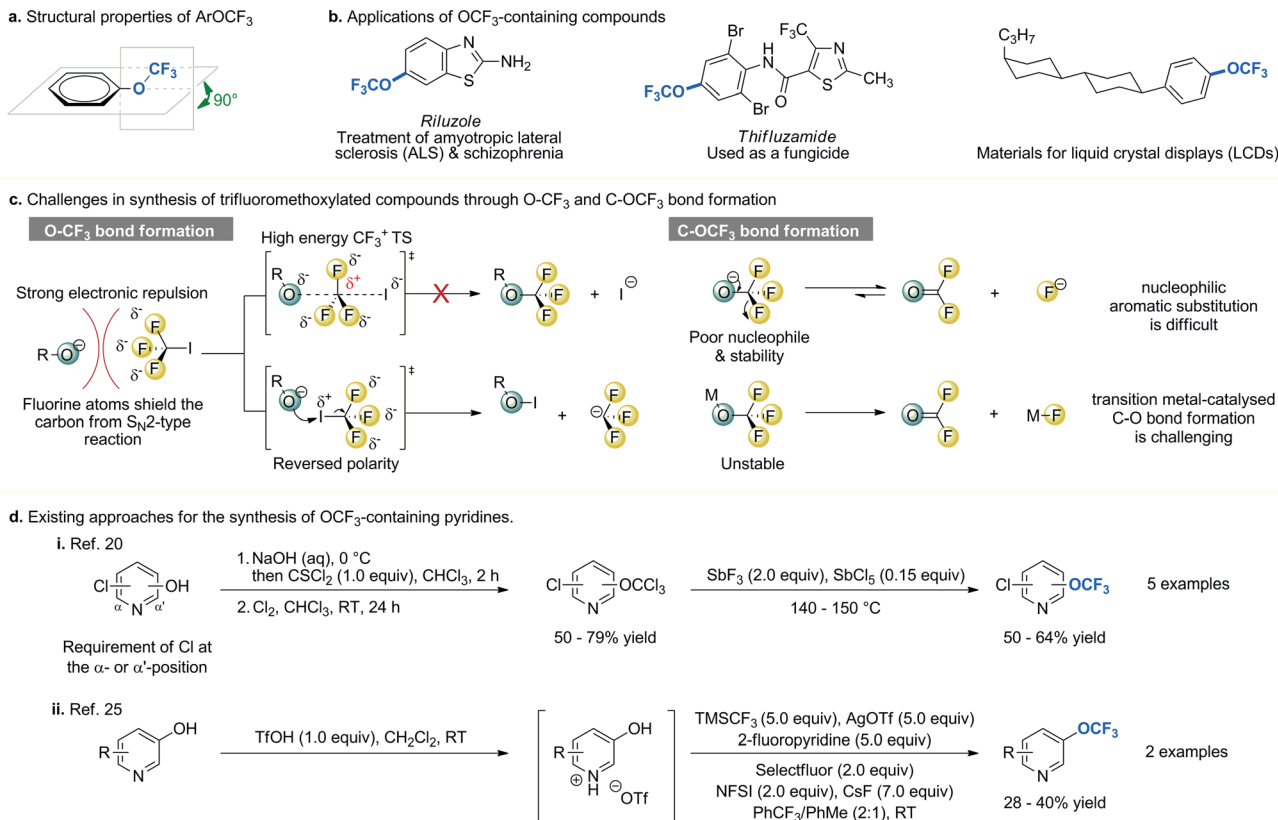 a. Structural properties of ArOCF3
CF3
O
90°
b. Applications of OCF3-containing compounds
F3CO
N
S
NH2
Riluzole
Treatment of amyotropic lateral
sclerosis (ALS) & schizophrenia
Br
F3C
H
N
N
F3CO
O
S
CH3
Br
Thifluzamide
Used as a fungicide
C3H7
OCF3
Materials for liquid crystal displays (LCDs)
c. Challenges in synthesis of trifluoromethoxylated compounds through O-CF3 and C-OCF3 bond formation
O-CF3 bond formation
Strong electronic repulsion
δ-
F
R-O⊖
δ-
F
I
δ-
F
Fluorine atoms shield the
carbon from SN2-type
reaction
High energy CF3+ TS
‡
R
δ-
F
δ-
O
δ+
I
δ-
δ-
F
F
δ-
X
R
O
F
F
F
+ I⊖
‡
R
O⊖
δ+
I
F
δ-
F
δ-
F
δ-
Reversed polarity
R
O-I
+
⊖
F
F
F
C-OCF3 bond formation
⊖
O
F
F
F
Poor nucleophile
& stability
O
F
F
+
F⊖
nucleophilic
aromatic substitution
is difficult
M
O
F
F
F
Unstable
O
F
F
+ M-F
transition metal-catalysed
C-O bond formation
is challenging
d. Existing approaches for the synthesis of OCF3-containing pyridines.
i. Ref. 20
Cl
OH
α
N
α'
Requirement of Cl at
the α- or α'-position
1. NaOH (aq), 0 °C
then CSCl2 (1.0 equiv), CHCl3, 2 h
2. Cl2, CHCl3, RT, 24 h
Cl
OCCl3
N
50 - 79% yield
SbF3 (2.0 equiv), SbCl5 (0.15 equiv)
140 - 150 °C
Cl
OCF3
N
50 - 64% yield
5 examples
ii. Ref. 25
OH
R
N
TfOH (1.0 equiv), CH2Cl2, RT
OH
R
N
⊕
H
⊖
OTf
TMSCF3 (5.0 equiv), AgOTf (5.0 equiv)
2-fluoropyridine (5.0 equiv)
Selectfluor (2.0 equiv)
NFSI (2.0 equiv), CsF (7.0 equiv)
PhCF3/PhMe (2:1), RT
OCF3
R
N
28 - 40% yield
2 examples